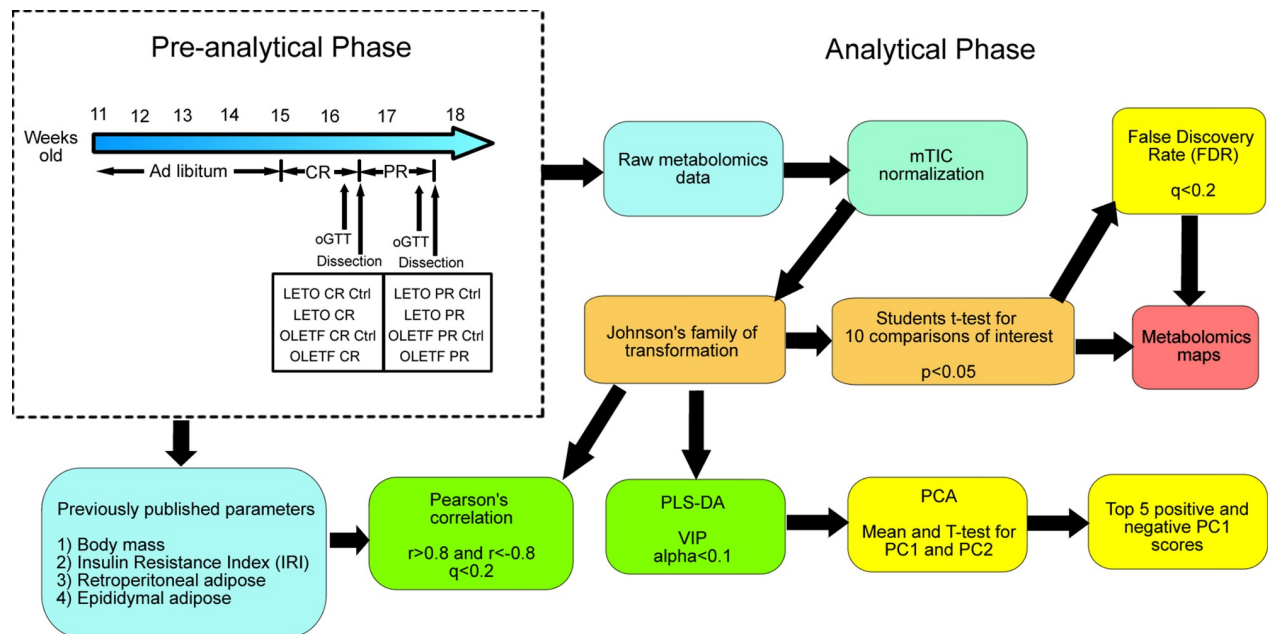 Pre-analytical Phase
11 12 13 14 15 16 17 18
Weeks
old
Ad libitum CR PR
oGTT oGTT
Dissection Dissection
LETO CR Ctrl
LETO CR
OLETF CR Ctrl
OLETF CR
LETO PR Ctrl
LETO PR
OLETF PR Ctrl
OLETF PR
Analytical Phase
Raw metabolomics
data
mTIC
normalization
False Discovery
Rate (FDR)
q<0.2
Johnson's family of
transformation
Students t-test for
10 comparisons of interest
p<0.05
Metabolomics
maps
Previously published parameters
1) Body mass
2) Insulin Resistance Index (IRI)
3) Retroperitoneal adipose
4) Epididymal adipose
Pearson's
correlation
r>0.8 and r<-0.8
q<0.2
PLS-DA
VIP
alpha<0.1
PCA
Mean and T-test for
PC1 and PC2
Top 5 positive and
negative PC1
scores